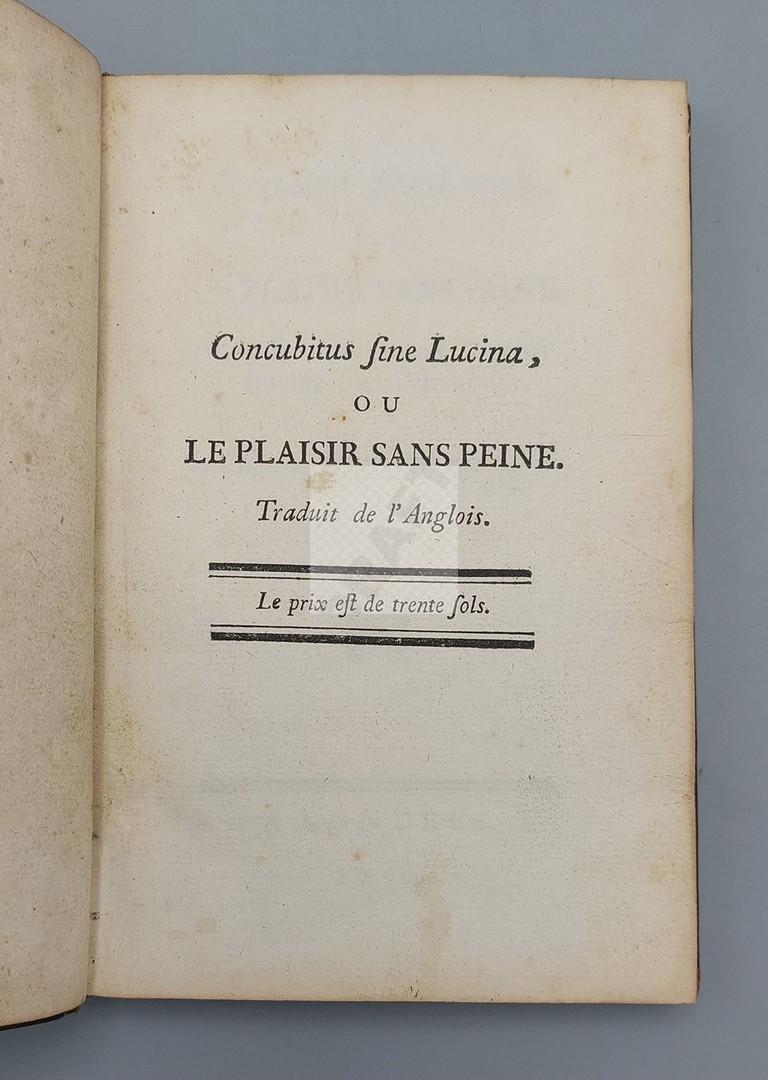 Concubitus ſine Lucina,
OU
LE PLAISIR SANS PEINE.
Traduit de l'Anglois.
Le prix eſt de trente ſols.